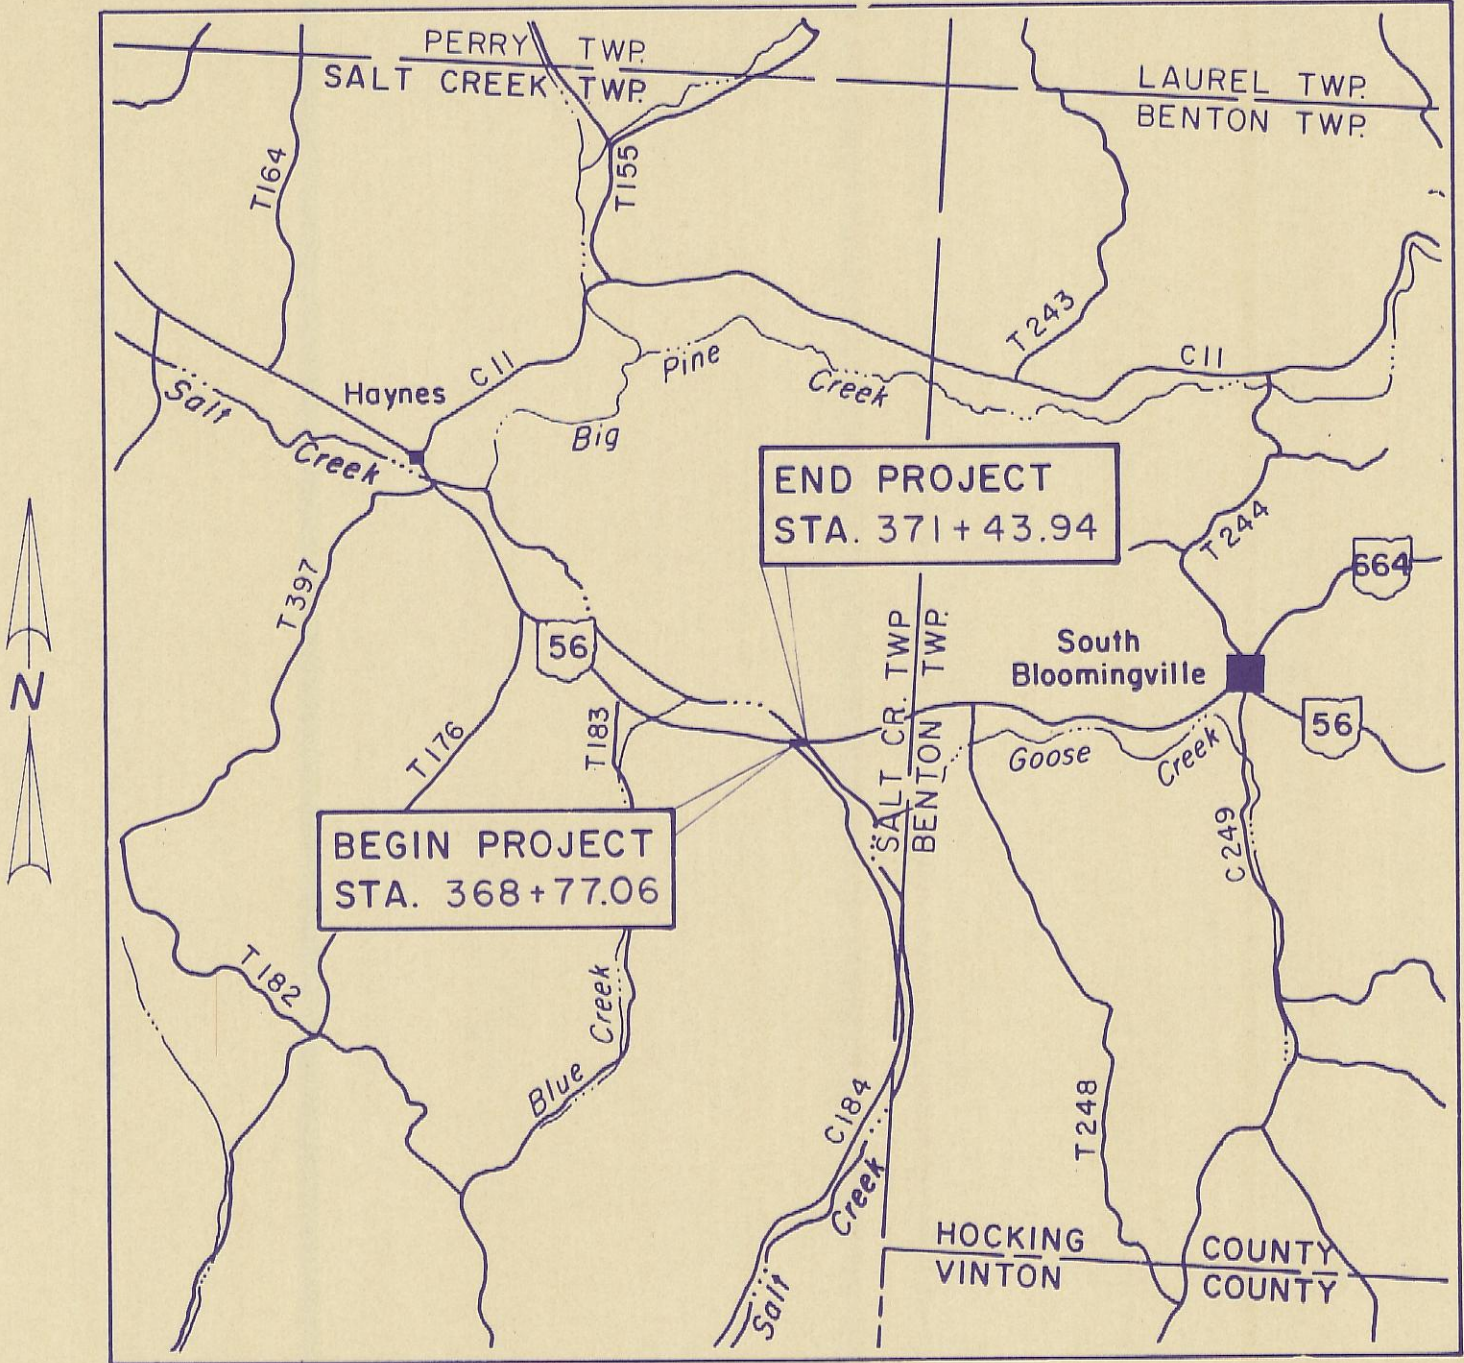 PERRY TWP.
SALT CREEK TWP.
LAUREL TWP.
BENTON TWP.
T164
T155
T243
C11
C11
Haynes
Pine
Creek
Salt
Creek
Big
END PROJECT
STA. 371+43.94
T244
664
T397
N
56
South
Bloomingville
SALT CR. TWP.
BENTON TWP.
T176
T183
Goose
Creek
56
BEGIN PROJECT
STA. 368+77.06
C249
T182
Creek
Blue
C184
Creek
Salt
T248
HOCKING COUNTY
VINTON COUNTY